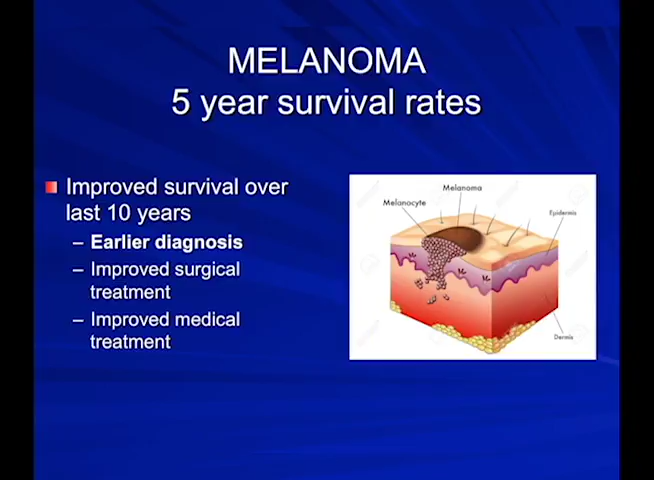 MELANOMA
5 year survival rates
Improved survival over
last 10 years
– Earlier diagnosis
– Improved surgical
treatment
– Improved medical
treatment
Melanoma
Melanocyte
Epidermis
Dermis